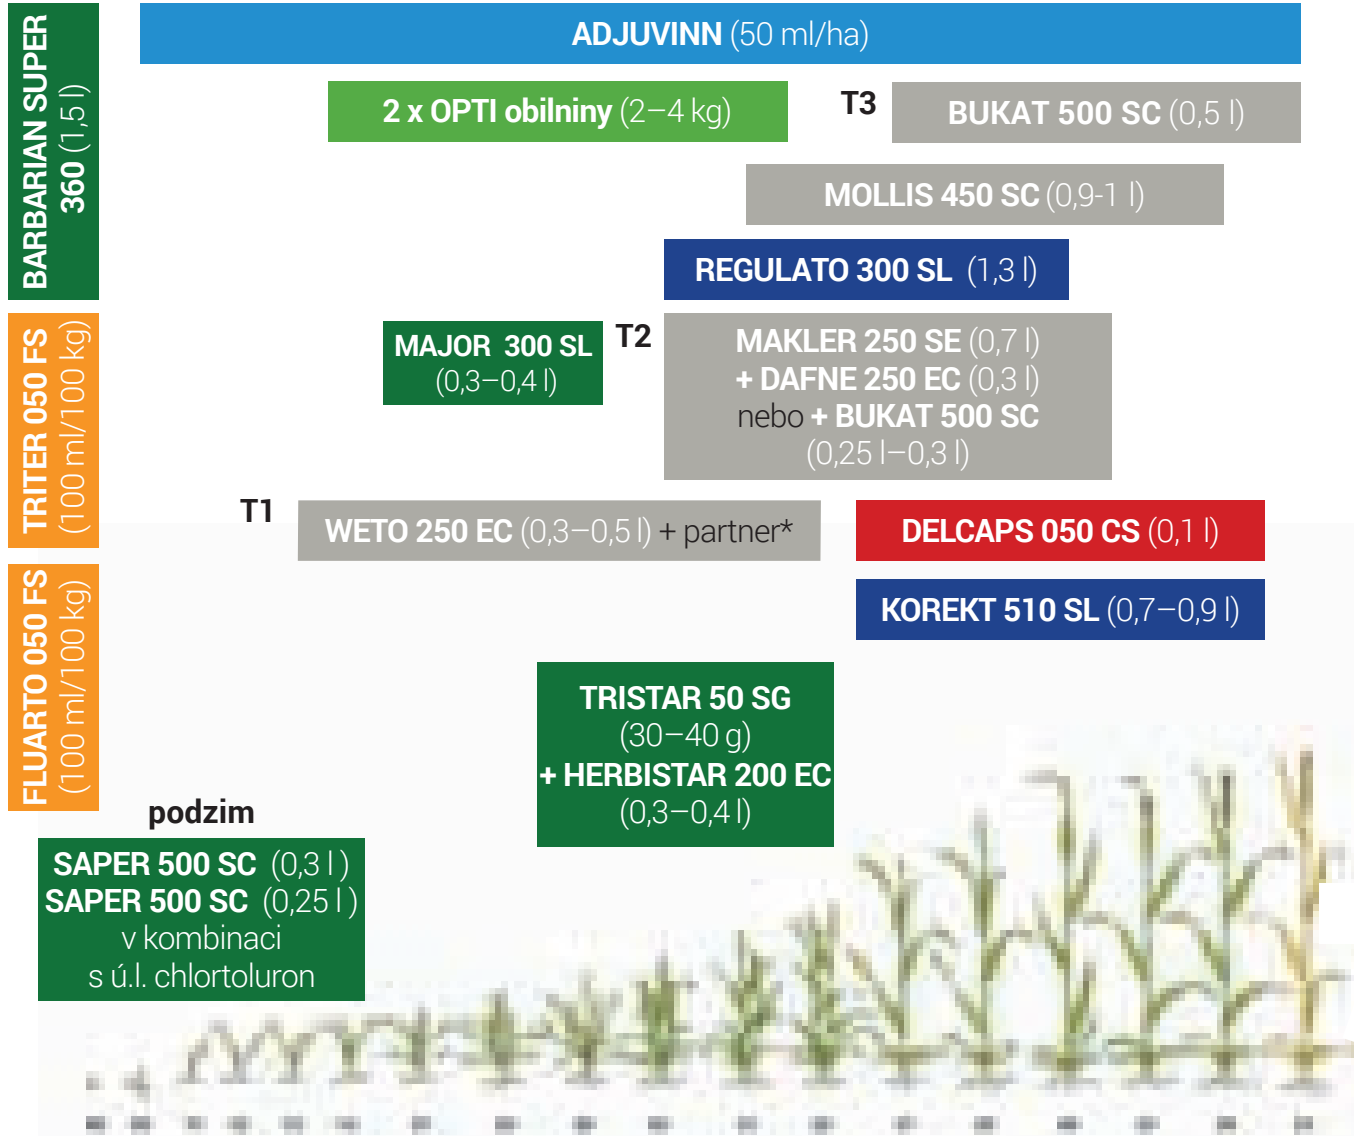 BARBARIAN SUPER
360 (1,5 l)
TRITER 050 FS
(100 ml/100 kg)
FLUARTO 050 FS
(100 ml/100 kg)
ADJUVINN (50 ml/ha)
2 x OPTI obilniny (2–4 kg)
T3
BUKAT 500 SC (0,5 l)
MOLLIS 450 SC (0,9-1 l)
REGULATO 300 SL (1,3 l)
MAJOR 300 SL
(0,3–0,4 l)
T2
MAKLER 250 SE (0,7 l)
+ DAFNE 250 EC (0,3 l)
nebo + BUKAT 500 SC
(0,25 l–0,3 l)
T1
WETO 250 EC (0,3–0,5 l) + partner*
DELCAPS 050 CS (0,1 l)
KOREKT 510 SL (0,7–0,9 l)
TRISTAR 50 SG
(30–40 g)
+ HERBISTAR 200 EC
(0,3–0,4 l)
podzim
SAPER 500 SC (0,3 l )
SAPER 500 SC (0,25 l )
v kombinaci
s ú.l. chlortoluron